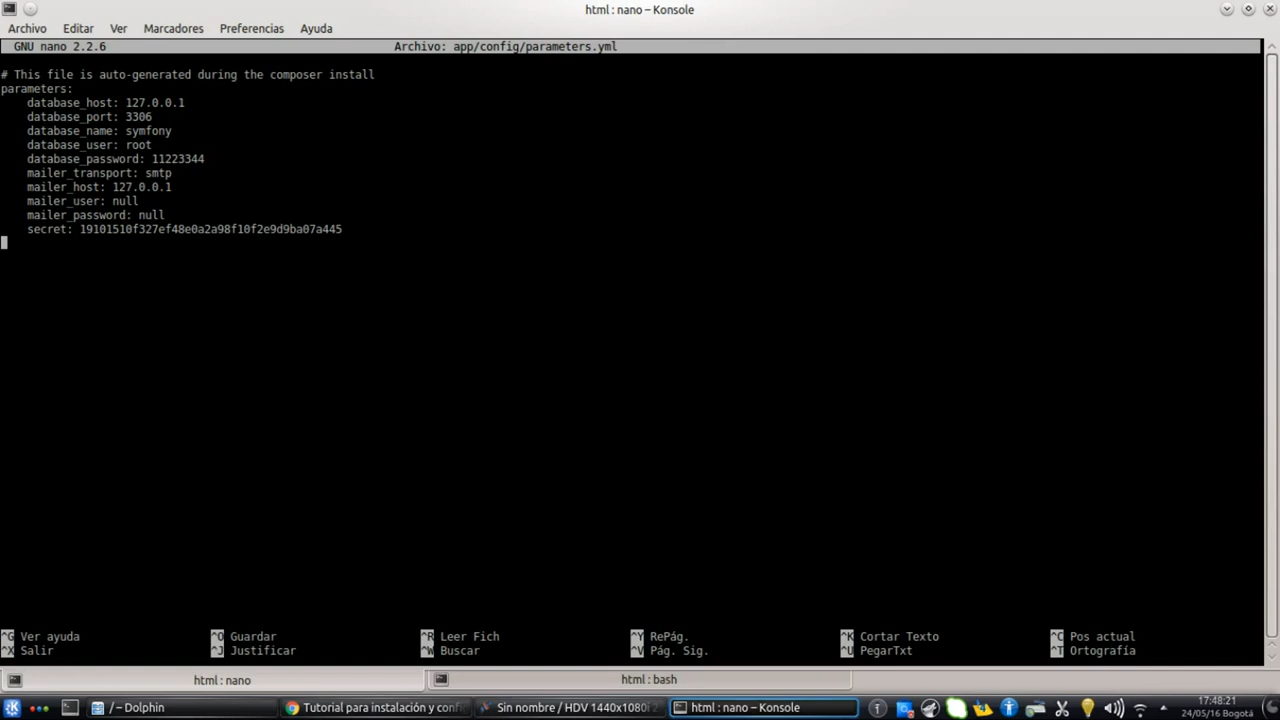 html : nano – Konsole
Archivo Editar Ver Marcadores Preferencias Ayuda
GNU nano 2.2.6 Archivo: app/config/parameters.yml
# This file is auto-generated during the composer install
parameters:
    database_host: 127.0.0.1
    database_port: 3306
    database_name: symfony
    database_user: root
    database_password: 11223344
    mailer_transport: smtp
    mailer_host: 127.0.0.1
    mailer_user: null
    mailer_password: null
    secret: 19101510f327ef48e0a2a98f10f2e9d9ba07a445
^G Ver ayuda ^O Guardar ^R Leer Fich ^Y RePág. ^K Cortar Texto ^C Pos actual
^X Salir ^J Justificar ^W Buscar ^V Pág. Sig. ^U PegarTxt ^T Ortografía
html : nano html : bash
/ – Dolphin Tutorial para instalación y confi Sin nombre / HDV 1440x1080i 2 html : nano – Konsole 17:48:21
24/05/16 Bogotá